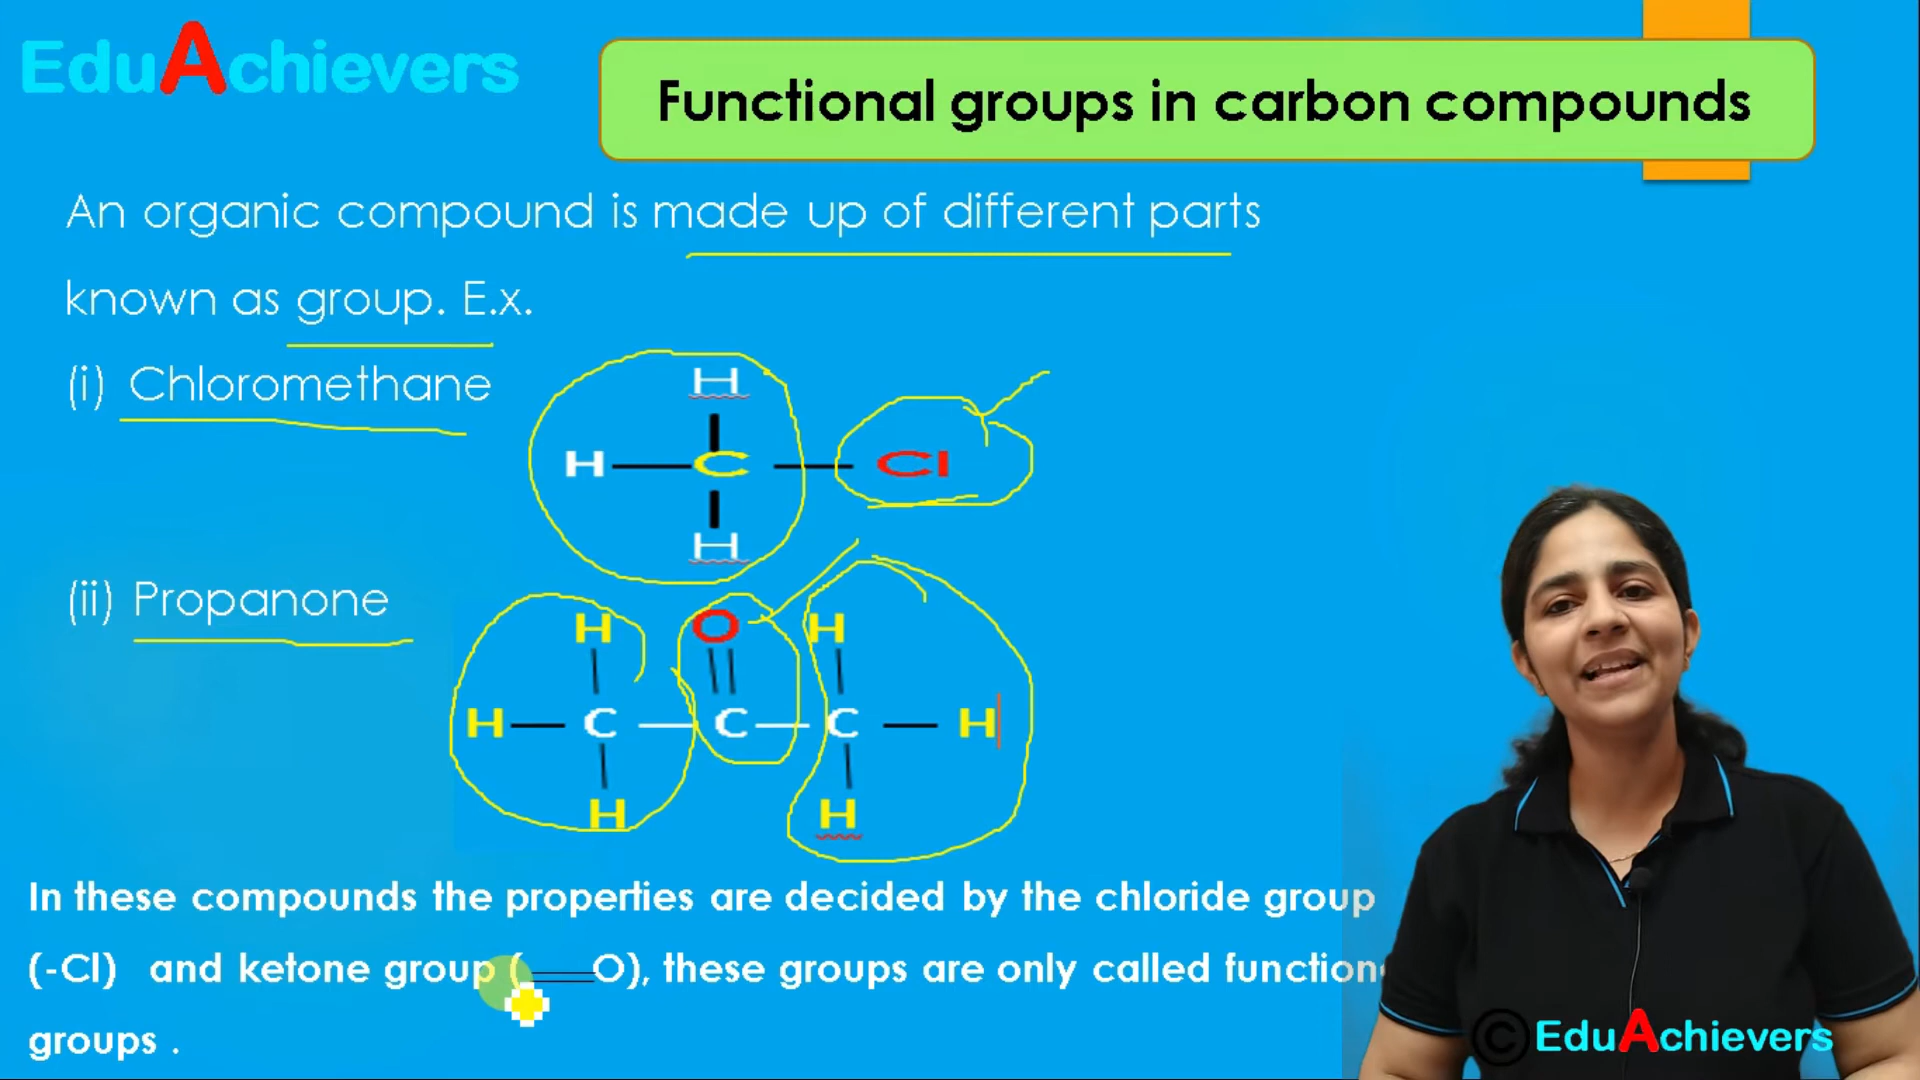 EduAchievers
Functional groups in carbon compounds
An organic compound is made up of different parts
known as group. E.x.
(i) Chloromethane
H
H C Cl
H
(ii) Propanone
H O H
H C C C H
H H
In these compounds the properties are decided by the chloride group
(-Cl) and ketone group ( O), these groups are only called function
groups .
© EduAchievers